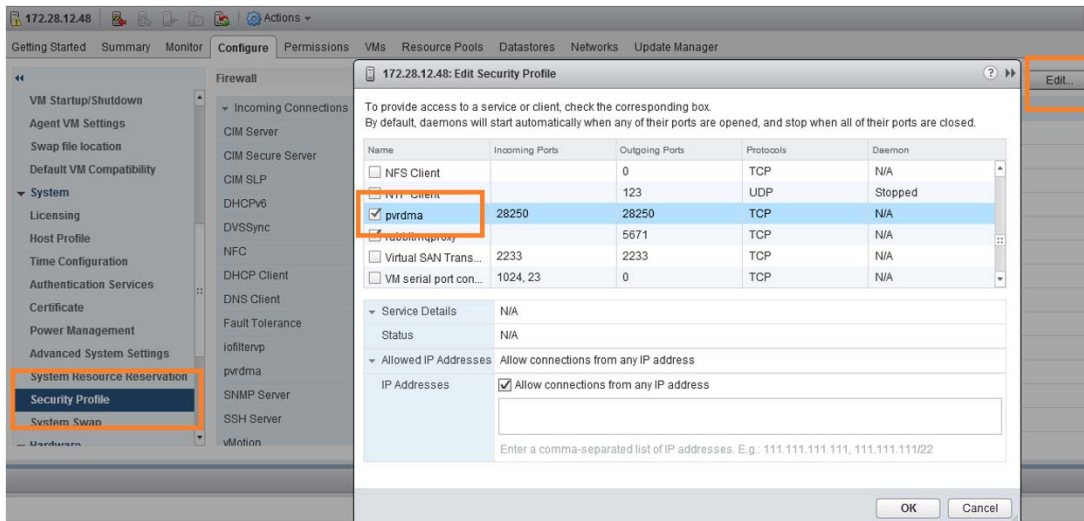 172.28.12.48 Actions
Getting Started Summary Monitor Configure Permissions VMs Resource Pools Datastores Networks Update Manager
VM Startup/Shutdown
Agent VM Settings
Swap file location
Default VM Compatibility
System
Licensing
Host Profile
Time Configuration
Authentication Services
Certificate
Power Management
Advanced System Settings
System Resource Reservation
Security Profile
System Swap
Hardware
Firewall
Incoming Connections
CIM Server
CIM Secure Server
CIM SLP
DHCPv6
DVSSync
NFC
DHCP Client
DNS Client
Fault Tolerance
iofiltervp
pvrdma
SNMP Server
SSH Server
vMotion
Edit...
172.28.12.48: Edit Security Profile
To provide access to a service or client, check the corresponding box.
By default, daemons will start automatically when any of their ports are opened, and stop when all of their ports are closed.
Name Incoming Ports Outgoing Ports Protocols Daemon
NFS Client 0 TCP N/A
NTP Client 123 UDP Stopped
pvrdma 28250 28250 TCP N/A
rabbitmqproxy 5671 TCP N/A
Virtual SAN Trans... 2233 2233 TCP N/A
VM serial port con... 1024, 23 0 TCP N/A
Service Details N/A
Status N/A
Allowed IP Addresses Allow connections from any IP address
IP Addresses Allow connections from any IP address
Enter a comma-separated list of IP addresses. E.g.: 111.111.111.111, 111.111.111/22
OK Cancel